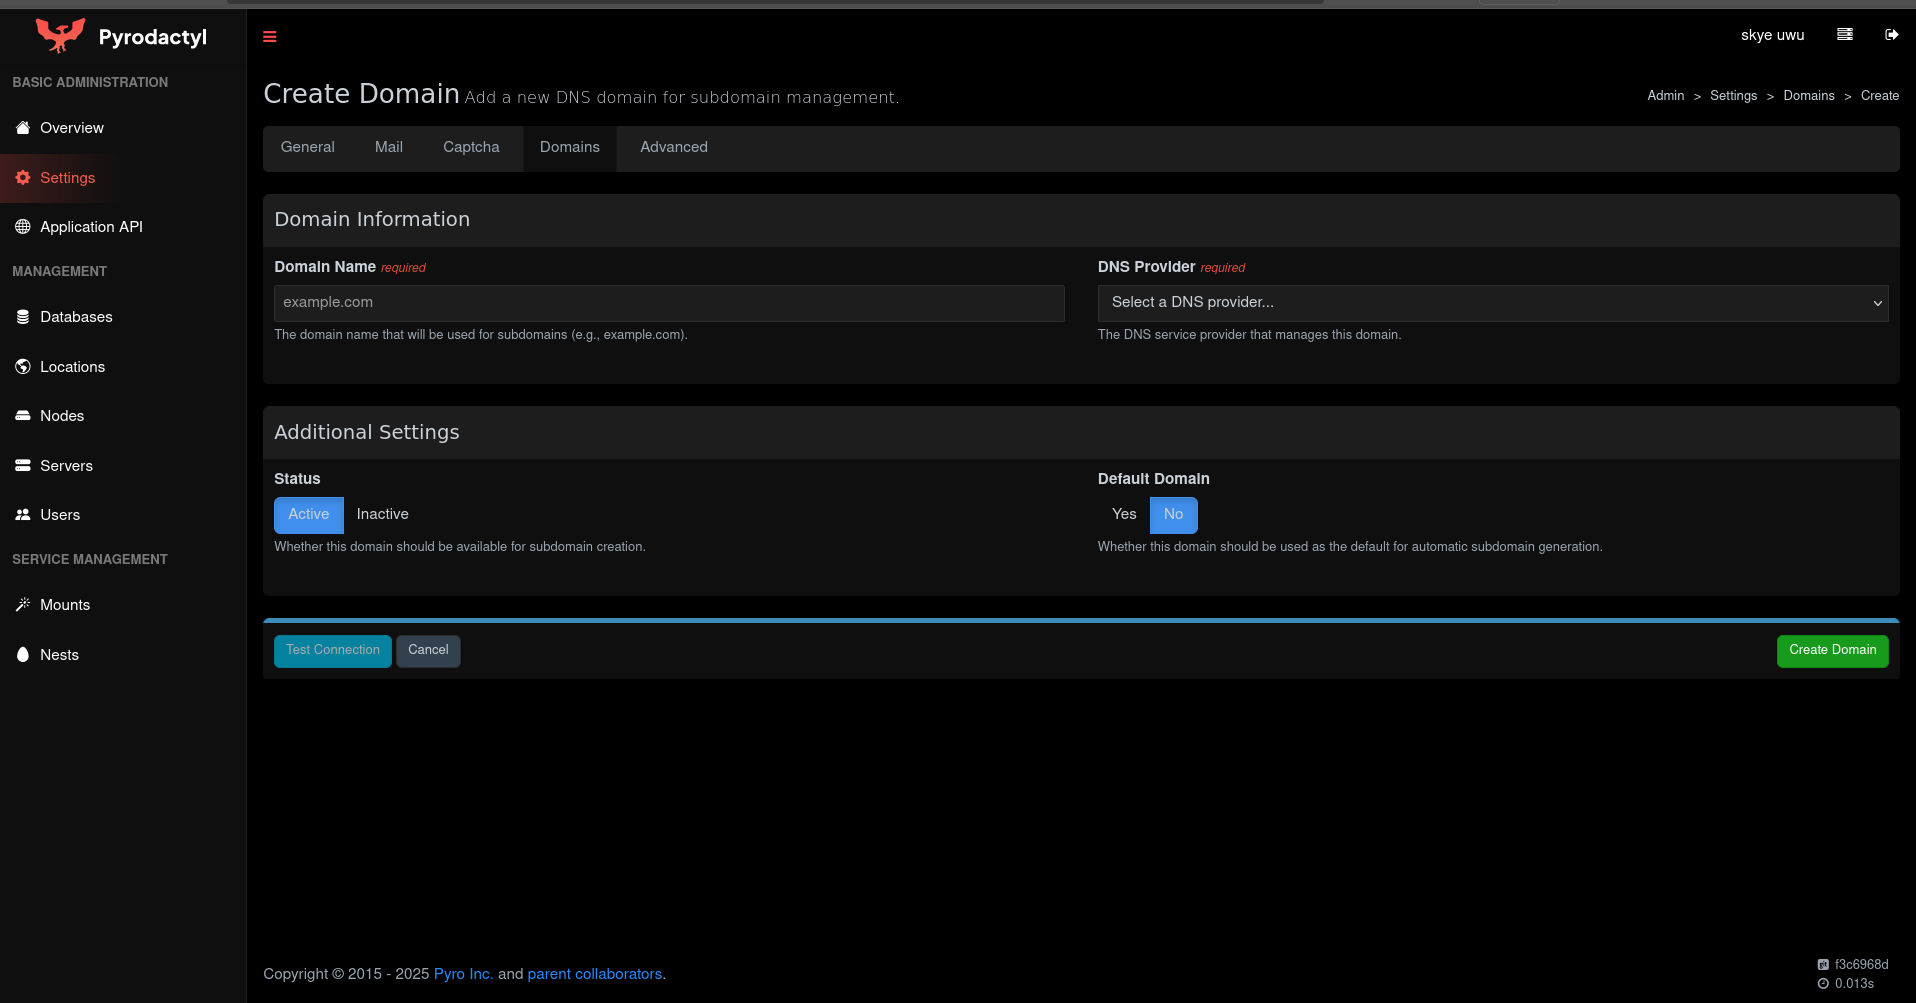 Pyrodactyl
skye uwu
BASIC ADMINISTRATION
Overview
Settings
Application API
MANAGEMENT
Databases
Locations
Nodes
Servers
Users
SERVICE MANAGEMENT
Mounts
Nests
Create Domain Add a new DNS domain for subdomain management.
Admin > Settings > Domains > Create
General Mail Captcha Domains Advanced
Domain Information
Domain Name required
example.com
The domain name that will be used for subdomains (e.g., example.com).
DNS Provider required
Select a DNS provider...
The DNS service provider that manages this domain.
Additional Settings
Status
Active Inactive
Whether this domain should be available for subdomain creation.
Default Domain
Yes No
Whether this domain should be used as the default for automatic subdomain generation.
Test Connection Cancel Create Domain
Copyright © 2015 - 2025 Pyro Inc. and parent collaborators.
git f3c6968d
0.013s